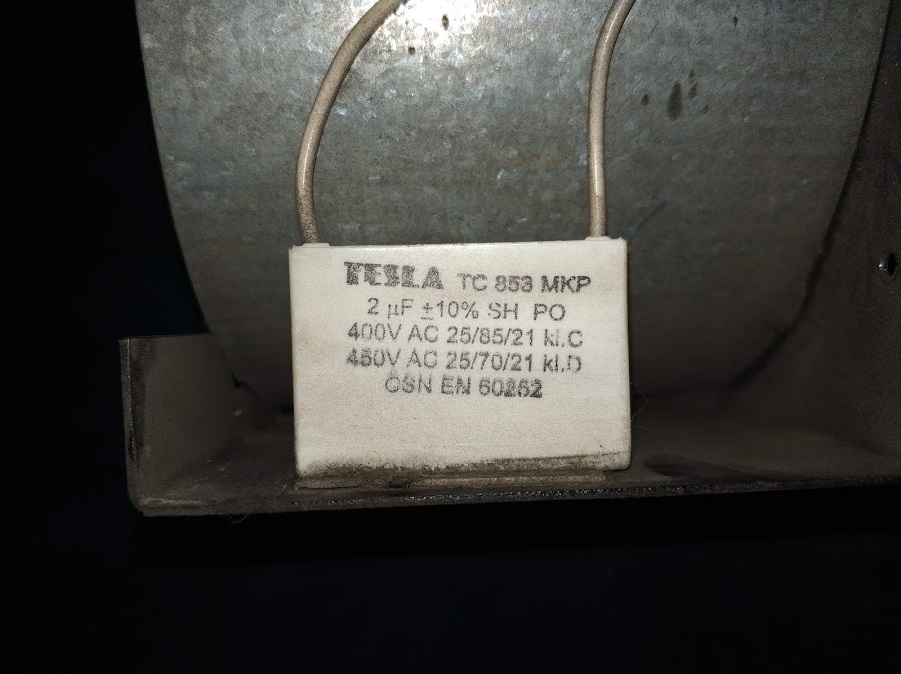 TESLA TC 853 MKP
2 µF ±10% SH PO
400V AC 25/85/21 kl.C
450V AC 25/70/21 kl.D
ČSN EN 60252